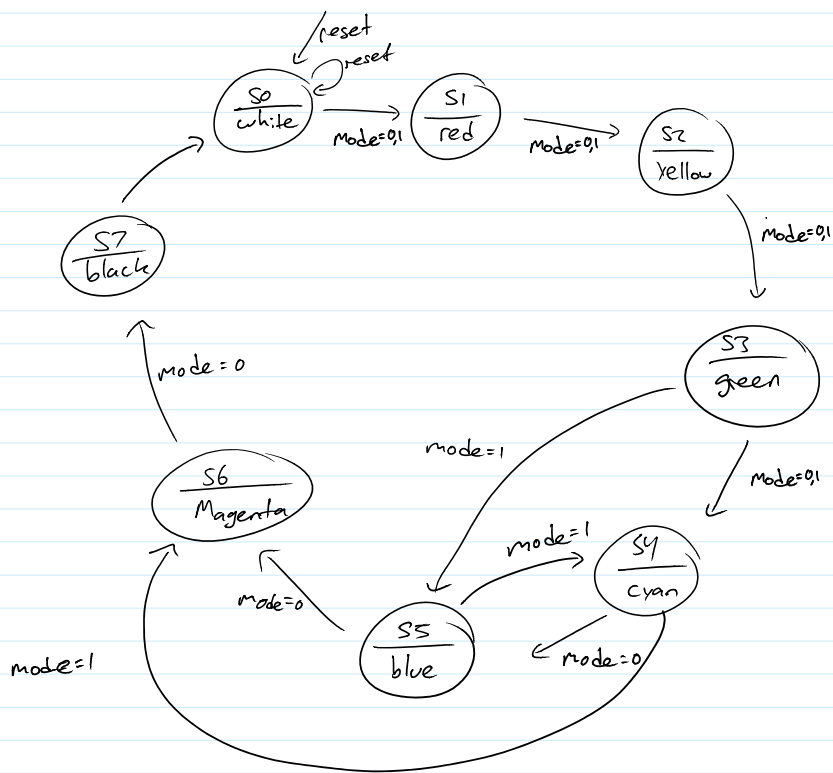 reset
reset
S0
white
mode=0,1
S1
red
mode=0,1
S2
Yellow
mode=0,1
S3
green
mode=0,1
mode=1
S4
cyan
mode=1
mode=0
S5
blue
mode=0
mode=1
S6
Magenta
mode=0
S7
black